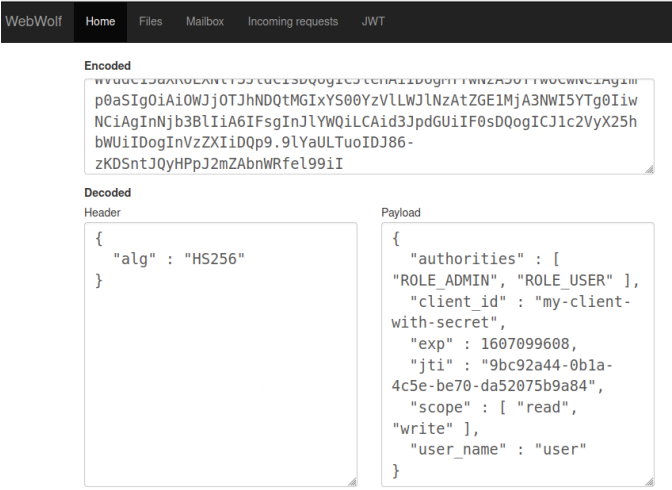 WebWolf Home Files Mailbox Incoming requests JWT
Encoded
p0aSIgOiAiOWJjOTJhNDQtMGIxYS00YzVlLWJlNzAtZGE1MjA3NWI5YTg0Iiw
NCiAgInNjb3BlIiA6IFsgInJlYWQiLCAid3JpdGUiIF0sDQogICJ1c2VyX25h
bWUiIDogInVzZXIiDQp9.9lYaULTuoIDJ86-
zKDSntJQyHPpJ2mZAbnWRfel99iI
Decoded
Header
{
"alg" : "HS256"
}
Payload
{
"authorities" : [
"ROLE_ADMIN", "ROLE_USER" ],
"client_id" : "my-client-
with-secret",
"exp" : 1607099608,
"jti" : "9bc92a44-0b1a-
4c5e-be70-da52075b9a84",
"scope" : [ "read",
"write" ],
"user_name" : "user"
}